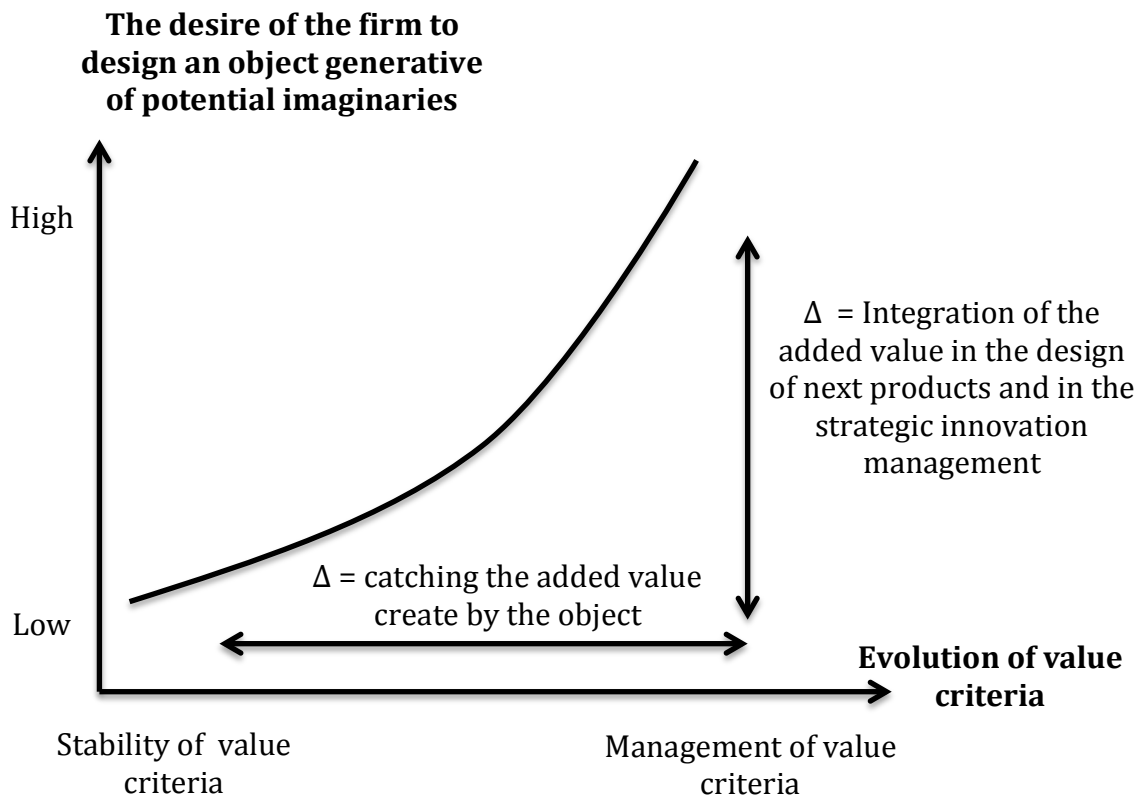 The desire of the firm to
design an object generative
of potential imaginaries
High
Δ = Integration of the
added value in the design
of next products and in the
strategic innovation
management
Δ = catching the added value
create by the object
Low
Evolution of value
criteria
Stability of value
criteria
Management of value
criteria